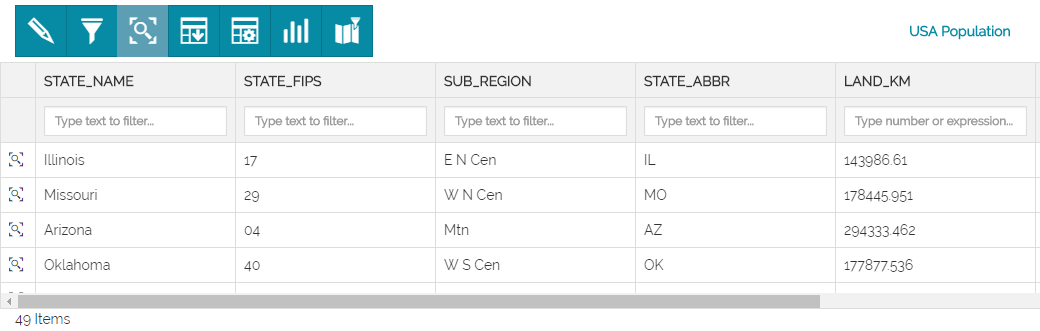 USA Population
STATE_NAME STATE_FIPS SUB_REGION STATE_ABBR LAND_KM
Type text to filter... Type text to filter... Type text to filter... Type text to filter... Type number or expression...
Illinois 17 E N Cen IL 143986.61
Missouri 29 W N Cen MO 178445.951
Arizona 04 Mtn AZ 294333.462
Oklahoma 40 W S Cen OK 177877.536
49 Items